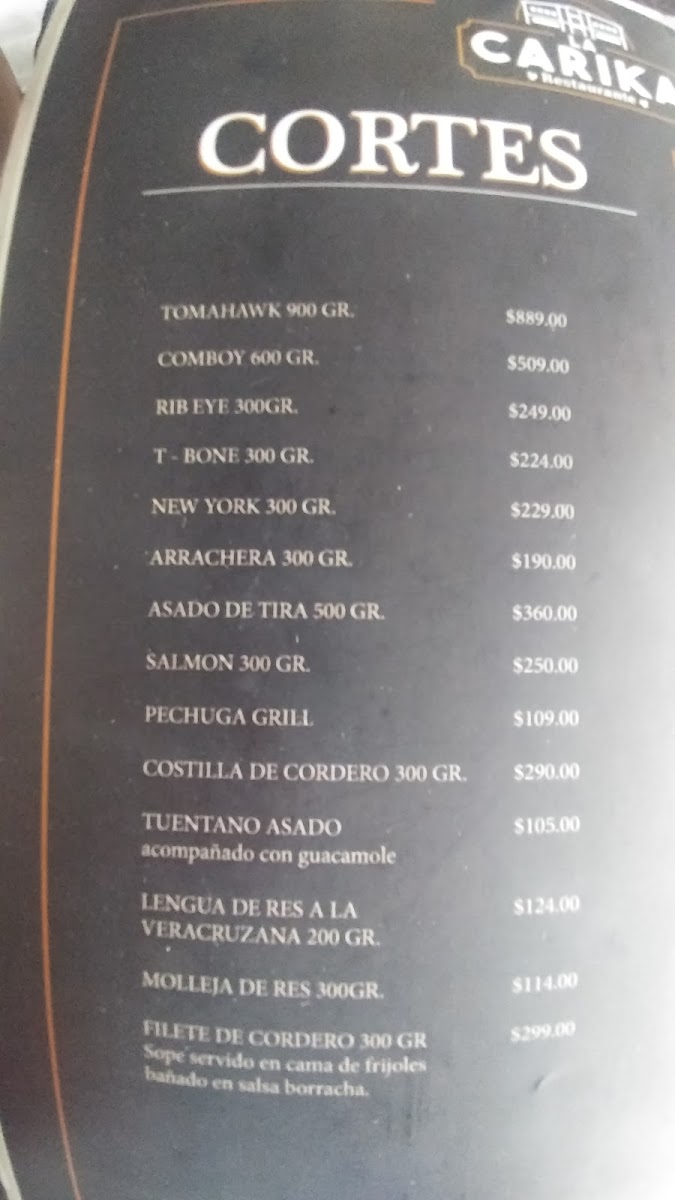 LA
CARIKA
Restaurante
CORTES
TOMAHAWK 900 GR. $889.00
COMBOY 600 GR. $509.00
RIB EYE 300GR. $249.00
T - BONE 300 GR. $224.00
NEW YORK 300 GR. $229.00
ARRACHERA 300 GR. $190.00
ASADO DE TIRA 500 GR. $360.00
SALMON 300 GR. $250.00
PECHUGA GRILL $109.00
COSTILLA DE CORDERO 300 GR. $290.00
TUENTANO ASADO $105.00
acompañado con guacamole
LENGUA DE RES A LA $124.00
VERACRUZANA 200 GR.
MOLLEJA DE RES 300GR. $114.00
FILETE DE CORDERO 300 GR $299.00
Sope servido en cama de frijoles
bañado en salsa borracha.